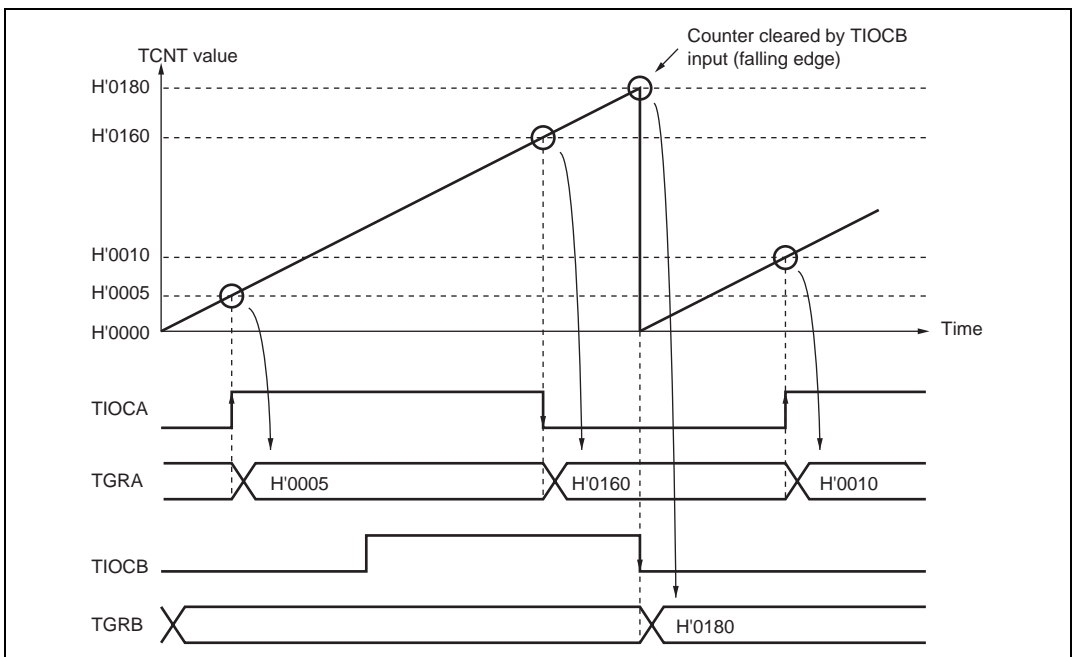 Counter cleared by TIOCB
input (falling edge)
TCNT value
H'0180
H'0160
H'0010
H'0005
H'0000
Time
TIOCA
TGRA
H'0005
H'0160
H'0010
TIOCB
TGRB
H'0180